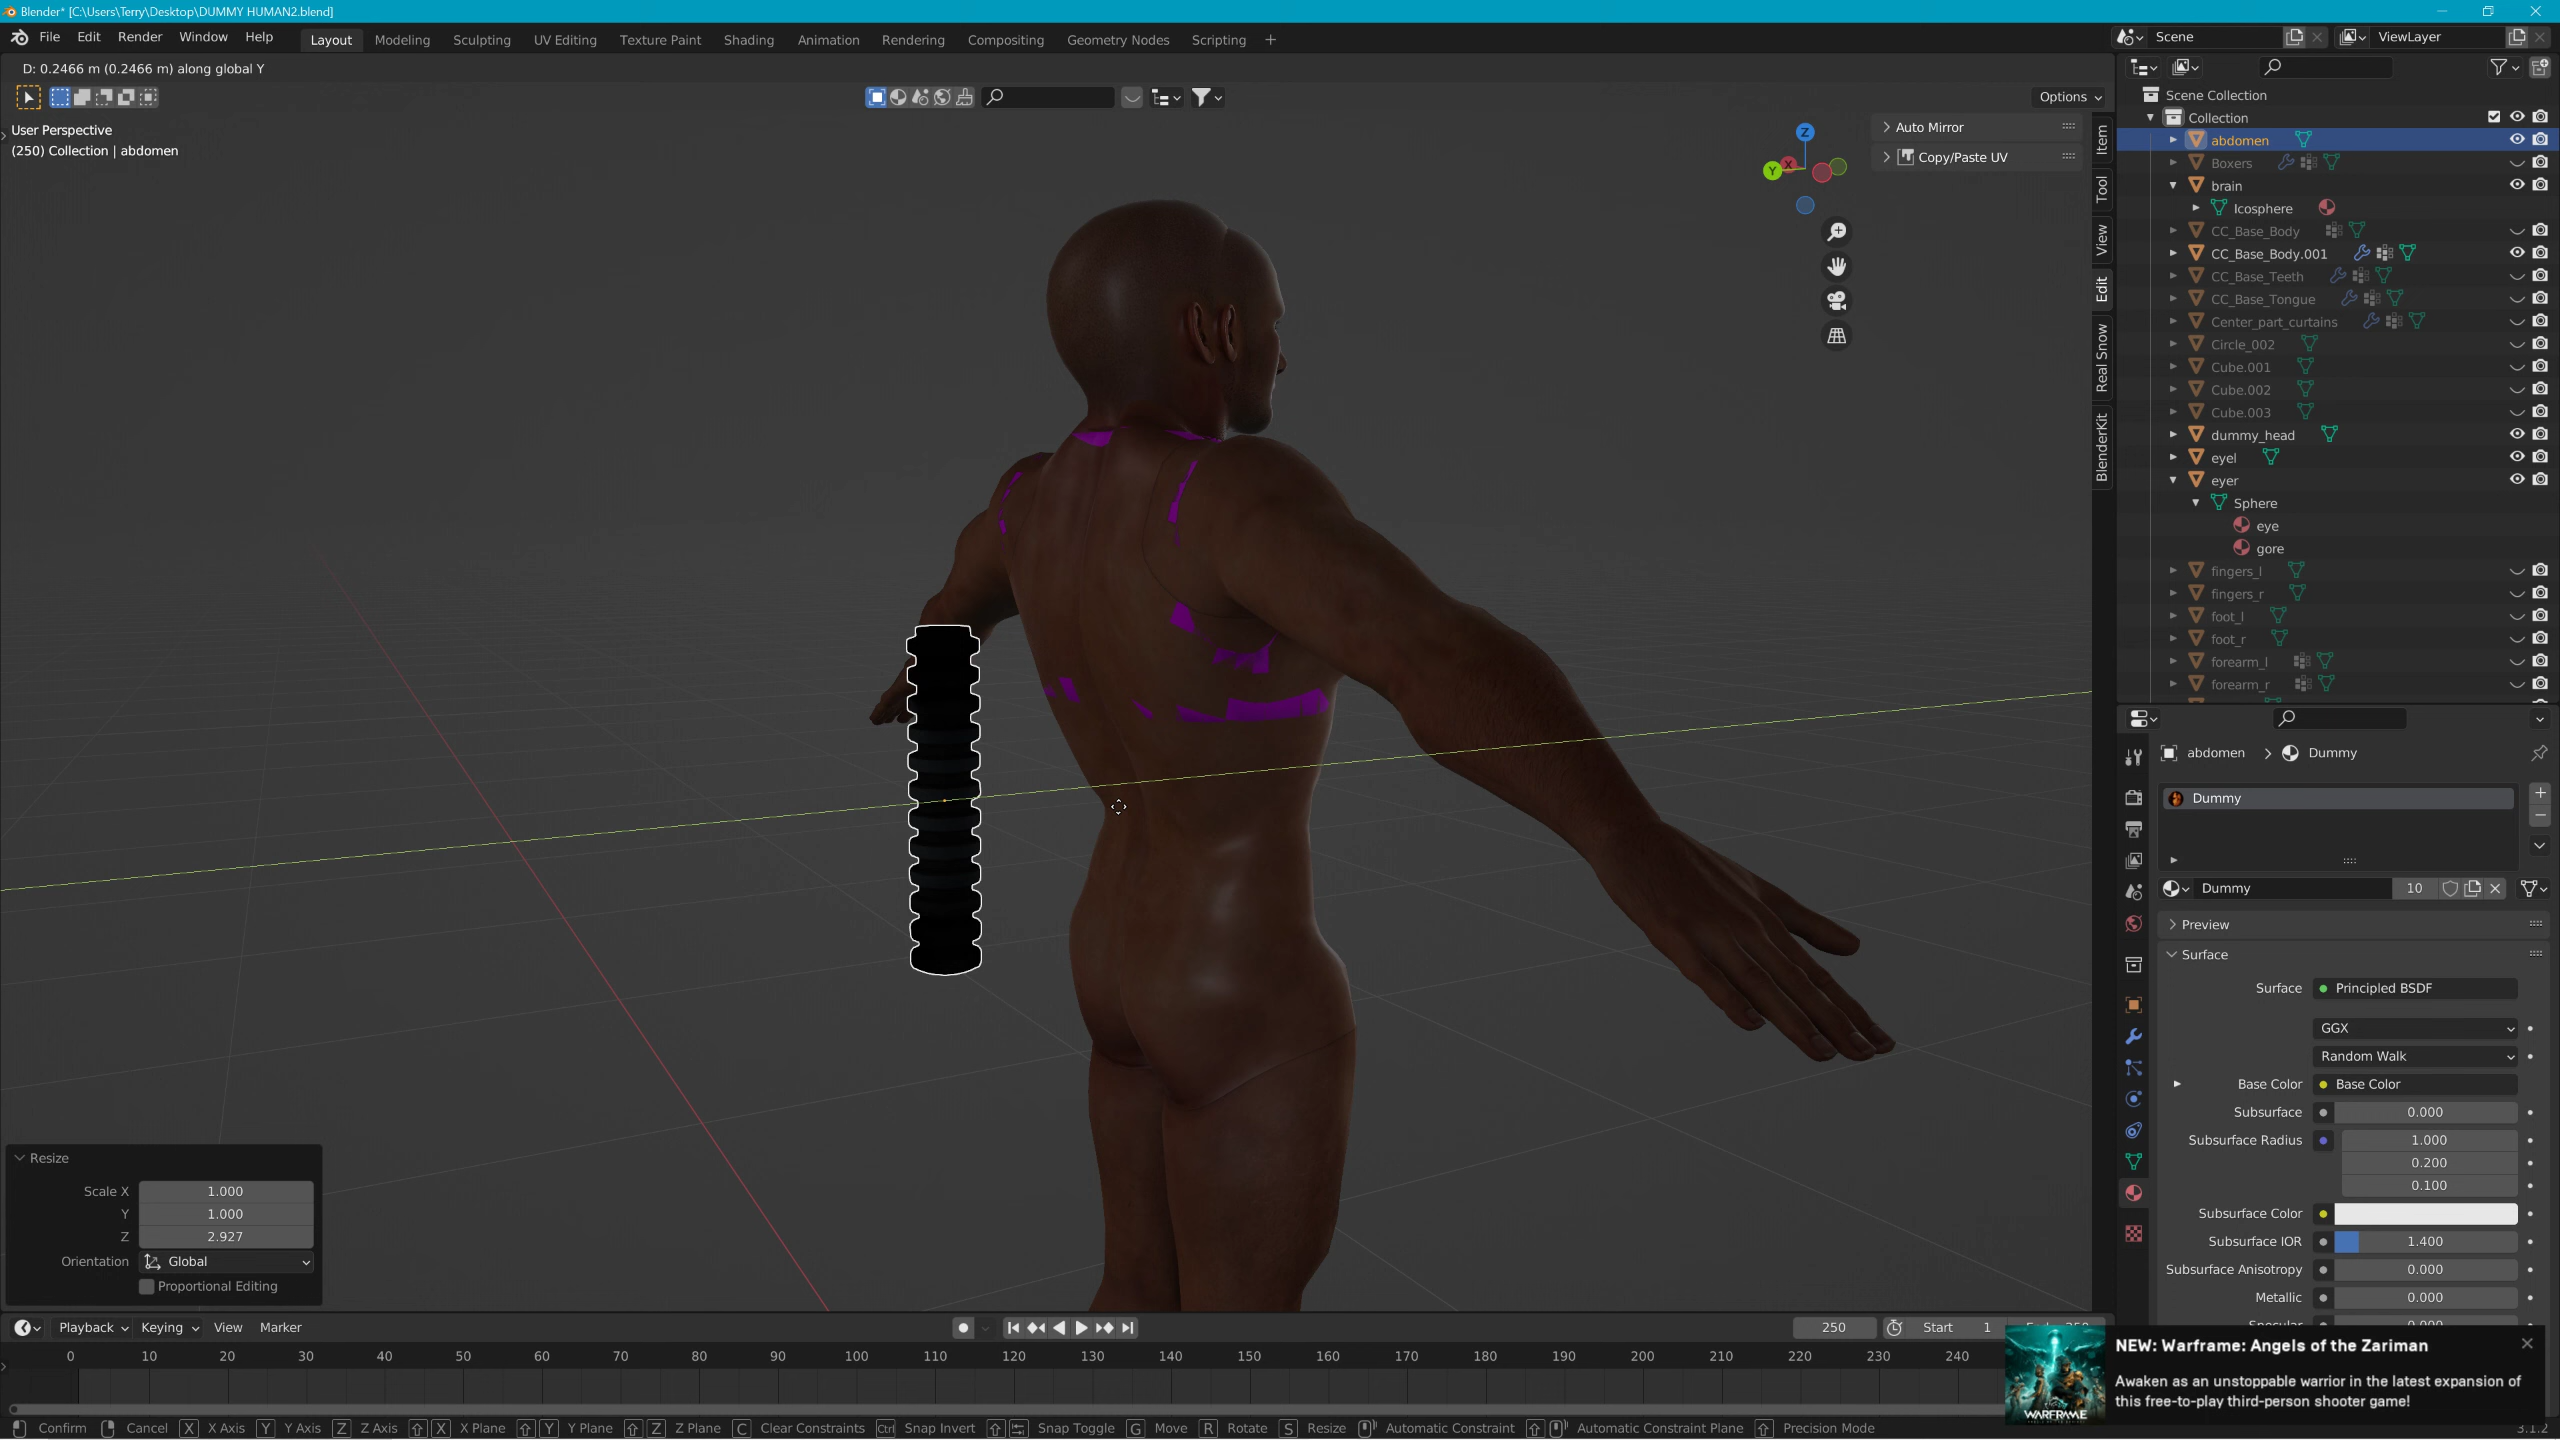 Blender* [C:\Users\Terry\Desktop\DUMMY HUMAN2.blend]
File Edit Render Window Help Layout Modeling Sculpting UV Editing Texture Paint Shading Animation Rendering Compositing Geometry Nodes Scripting + Scene ViewLayer
D: 0.2466 m (0.2466 m) along global Y
Options
User Perspective
(250) Collection | abdomen
Z
Y
X
Auto Mirror
Copy/Paste UV
Item
Tool
View
Edit
Real Snow
BlenderKit
Scene Collection
Collection
abdomen
Boxers
brain
Icosphere
CC_Base_Body
CC_Base_Body.001
CC_Base_Teeth
CC_Base_Tongue
Center_part_curtains
Circle_002
Cube.001
Cube.002
Cube.003
dummy_head
eyel
eyer
Sphere
eye
gore
fingers_l
fingers_r
foot_l
foot_r
forearm_l
forearm_r
abdomen > Dummy
Dummy
Dummy 10
Preview
Surface
Surface Principled BSDF
GGX
Random Walk
Base Color Base Color
Subsurface 0.000
Subsurface Radius 1.000
0.200
0.100
Subsurface Color
Subsurface IOR 1.400
Subsurface Anisotropy 0.000
Metallic 0.000
Resize
Scale X 1.000
Y 1.000
Z 2.927
Orientation Global
Proportional Editing
Playback Keying View Marker 250 Start 1
0 10 20 30 40 50 60 70 80 90 100 110 120 130 140 150 160 170 180 190 200 210 220 230 240
NEW: Warframe: Angels of the Zariman
Awaken as an unstoppable warrior in the latest expansion of
this free-to-play third-person shooter game!
WARFRAME
Confirm Cancel X X Axis Y Y Axis Z Z Axis X X Plane Y Y Plane Z Z Plane C Clear Constraints Ctrl Snap Invert Snap Toggle G Move R Rotate S Resize Automatic Constraint Automatic Constraint Plane Precision Mode 3.1.2